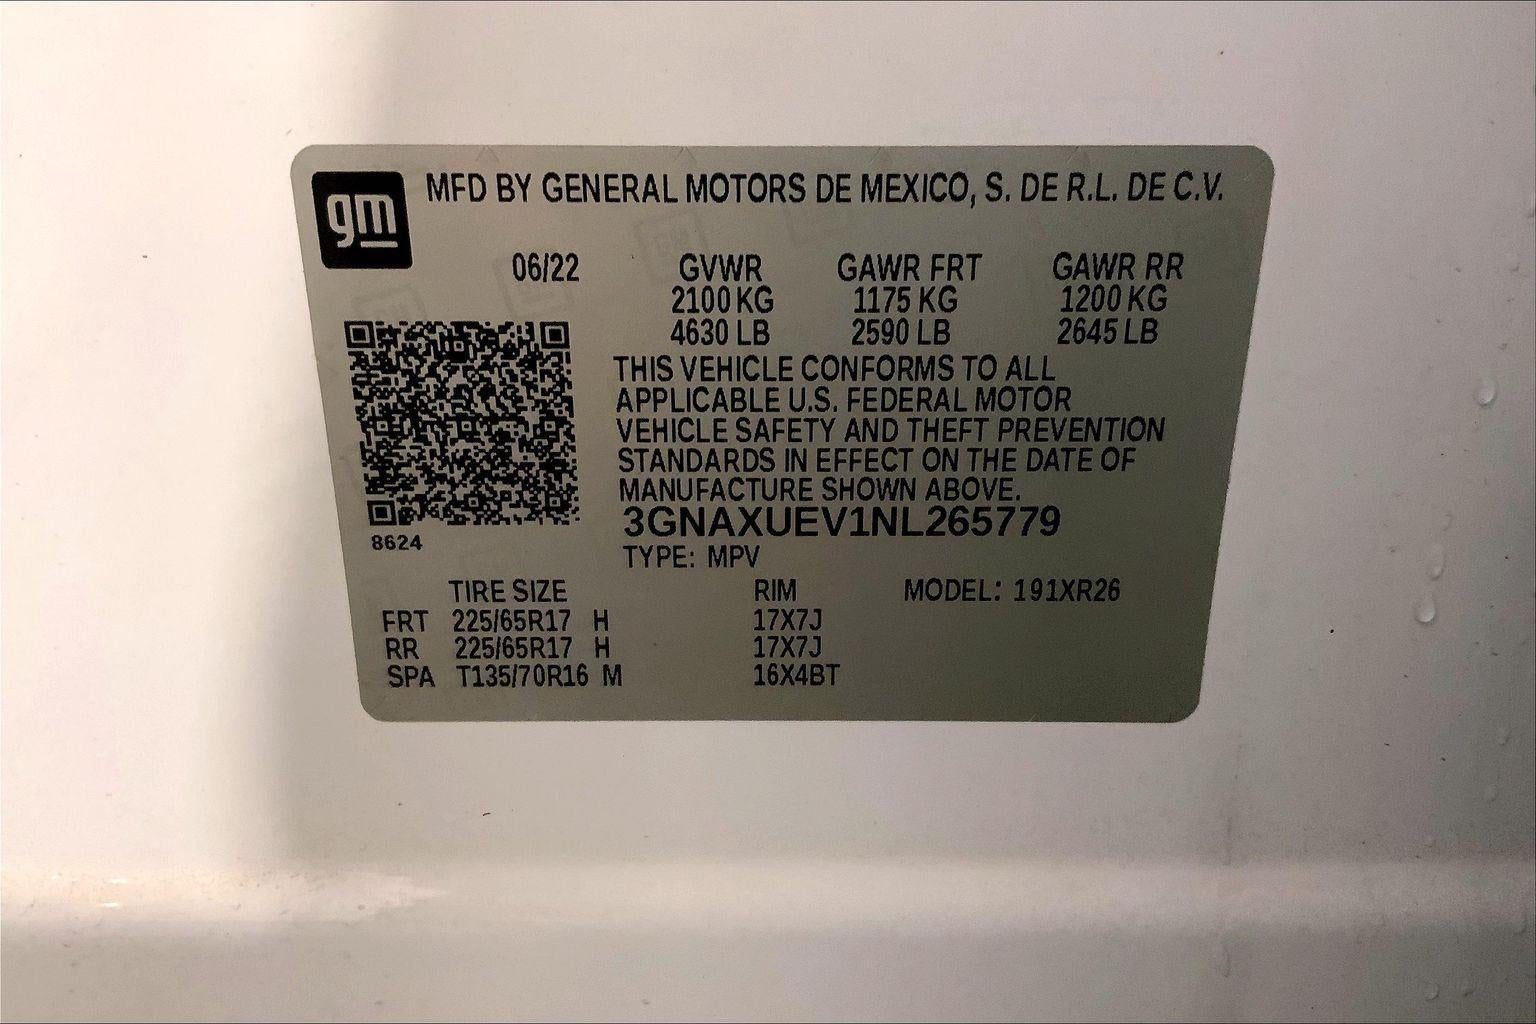 gm MFD BY GENERAL MOTORS DE MEXICO, S. DE R.L. DE C.V.
06/22 GVWR GAWR FRT GAWR RR
2100 KG 1175 KG 1200 KG
4630 LB 2590 LB 2645 LB
THIS VEHICLE CONFORMS TO ALL
APPLICABLE U.S. FEDERAL MOTOR
VEHICLE SAFETY AND THEFT PREVENTION
STANDARDS IN EFFECT ON THE DATE OF
MANUFACTURE SHOWN ABOVE.
3GNAXUEV1NL265779
8624
TYPE: MPV
TIRE SIZE RIM MODEL: 191XR26
FRT 225/65R17 H 17X7J
RR 225/65R17 H 17X7J
SPA T135/70R16 M 16X4BT